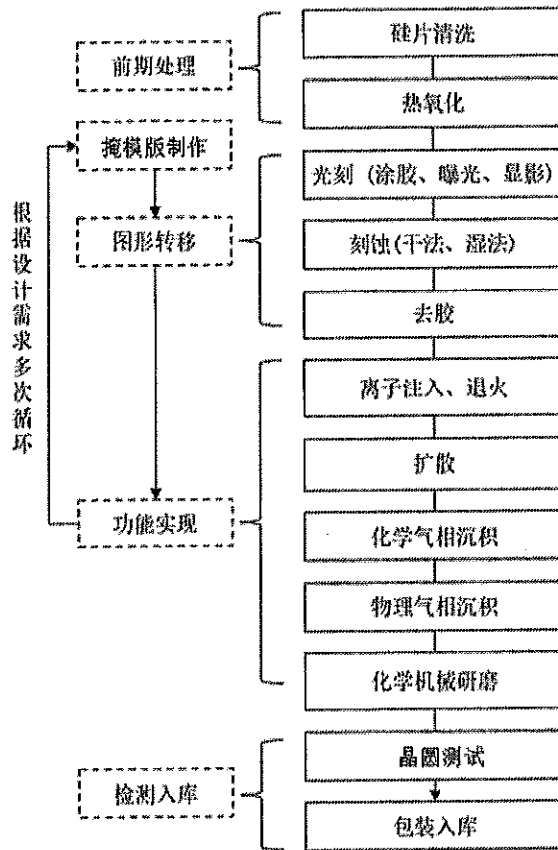 硅片清洗
前期处理
热氧化
掩模版制作
光刻（涂胶、曝光、显影）
图形转移
刻蚀(干法、湿法)
去胶
根据设计需求多次循环
离子注入、退火
扩散
功能实现
化学气相沉积
物理气相沉积
化学机械研磨
晶圆测试
检测入库
包装入库